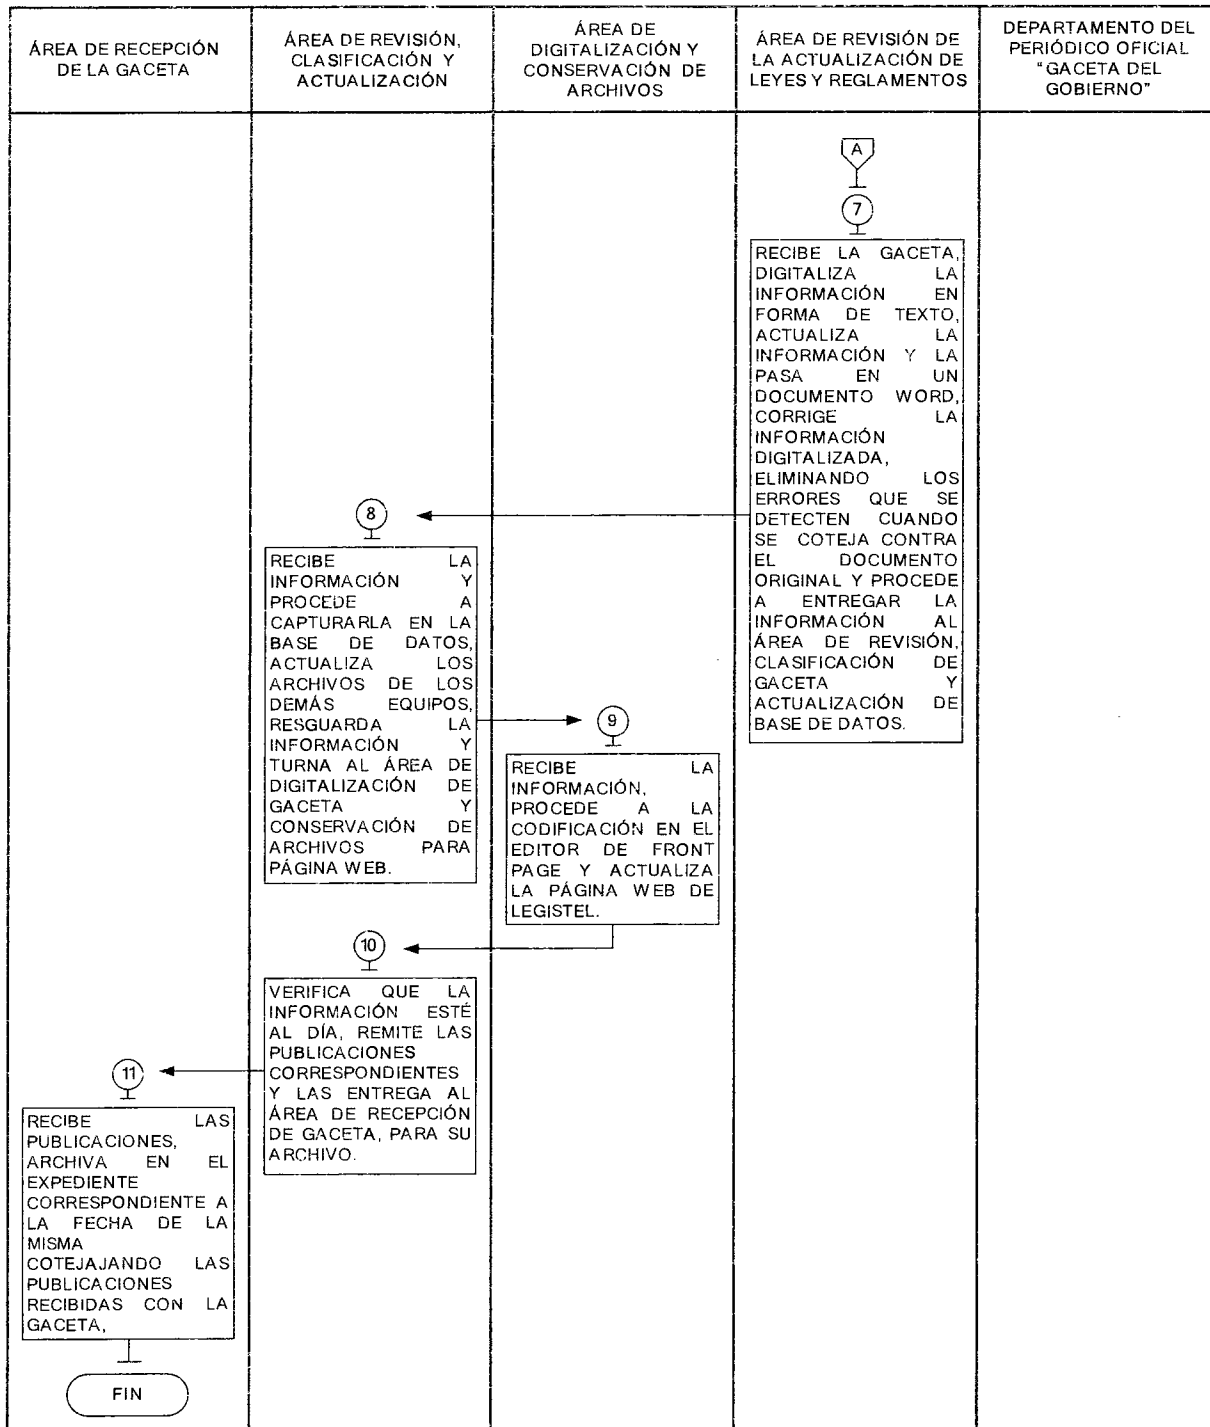 ÁREA DE RECEPCIÓN
DE LA GACETA
ÁREA DE REVISIÓN,
CLASIFICACIÓN Y
ACTUALIZACIÓN
ÁREA DE
DIGITALIZACIÓN Y
CONSERVACIÓN DE
ARCHIVOS
ÁREA DE REVISIÓN DE
LA ACTUALIZACIÓN DE
LEYES Y REGLAMENTOS
DEPARTAMENTO DEL
PERIÓDICO OFICIAL
"GACETA DEL
GOBIERNO"
A
7
RECIBE LA GACETA,
DIGITALIZA LA
INFORMACIÓN EN
FORMA DE TEXTO,
ACTUALIZA LA
INFORMACIÓN Y LA
PASA EN UN
DOCUMENTO WORD,
CORRIGE LA
INFORMACIÓN
DIGITALIZADA,
ELIMINANDO LOS
ERRORES QUE SE
DETECTEN CUANDO
SE COTEJA CONTRA
EL DOCUMENTO
ORIGINAL Y PROCEDE
A ENTREGAR LA
INFORMACIÓN AL
ÁREA DE REVISIÓN,
CLASIFICACIÓN DE
GACETA Y
ACTUALIZACIÓN DE
BASE DE DATOS.
8
RECIBE LA
INFORMACIÓN Y
PROCEDE A
CAPTURARLA EN LA
BASE DE DATOS,
ACTUALIZA LOS
ARCHIVOS DE LOS
DEMÁS EQUIPOS,
RESGUARDA LA
INFORMACIÓN Y
TURNA AL ÁREA DE
DIGITALIZACIÓN DE
GACETA Y
CONSERVACIÓN DE
ARCHIVOS PARA
PÁGINA WEB.
9
RECIBE LA
INFORMACIÓN,
PROCEDE A LA
CODIFICACIÓN EN EL
EDITOR DE FRONT
PAGE Y ACTUALIZA
LA PÁGINA WEB DE
LEGISTEL.
10
VERIFICA QUE LA
INFORMACIÓN ESTÉ
AL DÍA, REMITE LAS
PUBLICACIONES
CORRESPONDIENTES
Y LAS ENTREGA AL
ÁREA DE RECEPCIÓN
DE GACETA, PARA SU
ARCHIVO.
11
RECIBE LAS
PUBLICACIONES,
ARCHIVA EN EL
EXPEDIENTE
CORRESPONDIENTE A
LA FECHA DE LA
MISMA
COTEJAJANDO LAS
PUBLICACIONES
RECIBIDAS CON LA
GACETA,
FIN